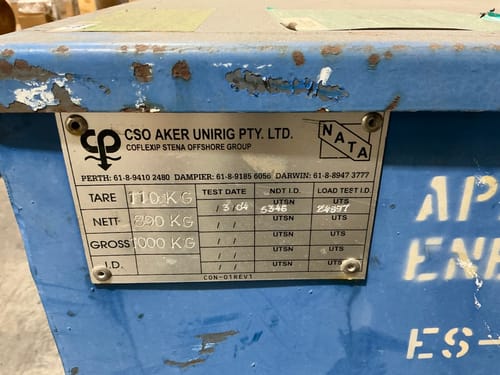 CSO AKER UNIRIG PTY. LTD.
COFLEXIP STENA OFFSHORE GROUP
NATA
PERTH: 61-8-9410 2480 DAMPIER: 61-8-9185 6056 DARWIN: 61-8-8947 3777
TARE 110 KG TEST DATE NDT I.D. LOAD TEST I.D.
/ 3 / 04 UTSN 5346 UTS
NETT 890 KG / / UTSN UTS
GROSS 1000 KG / / UTSN UTS
I.D. / / UTSN UTS
CON-01REV1
AP
ENE
ES-